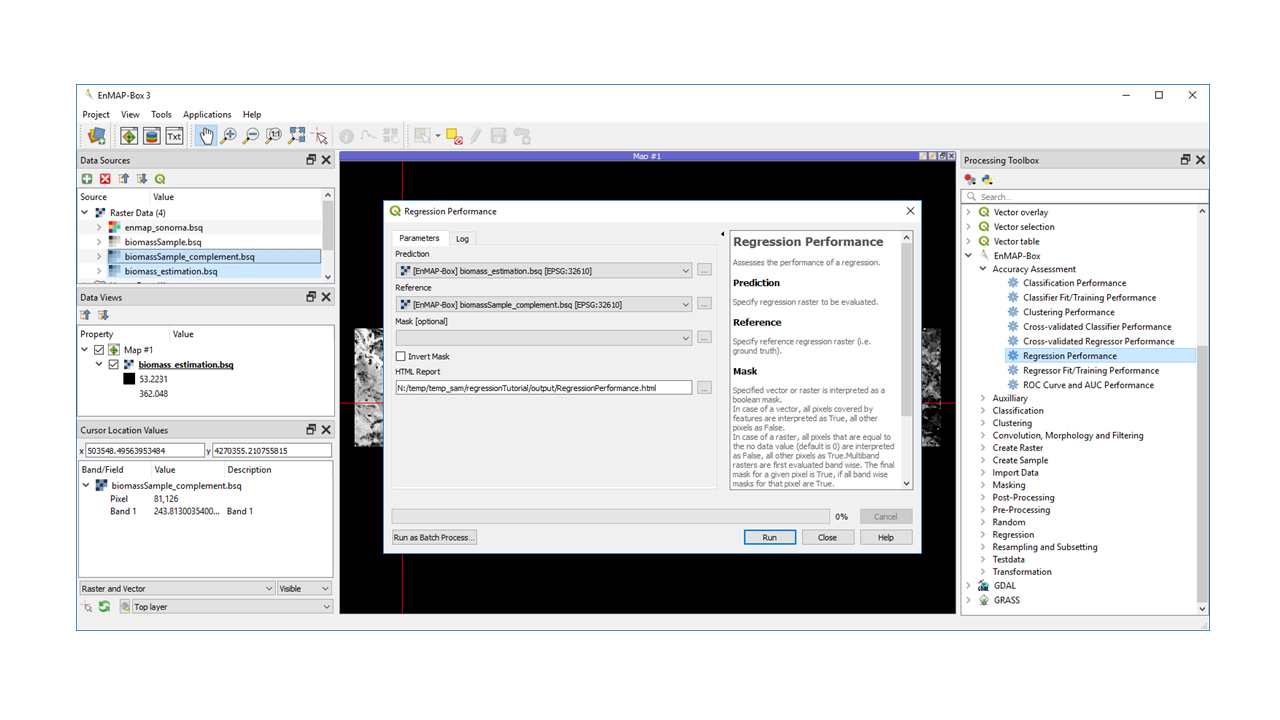 EnMAP-Box 3
Project View Tools Applications Help
Txt
1:1
Data Sources
Source Value
Raster Data (4)
enmap_sonoma.bsq
biomassSample.bsq
biomassSample_complement.bsq
biomass_estimation.bsq
Data Views
Property Value
Map #1
biomass_estimation.bsq
53.2231
362.048
Cursor Location Values
x 503548.49563953484 y 4270355.210755815
Band/Field Value Description
biomassSample_complement.bsq
Pixel 81,126
Band 1 243.8130035400... Band 1
Raster and Vector Visible
Top layer
Map #1
Regression Performance
Parameters Log
Prediction
[EnMAP-Box] biomass_estimation.bsq [EPSG:32610] ...
Reference
[EnMAP-Box] biomassSample_complement.bsq [EPSG:32610] ...
Mask [optional]
...
Invert Mask
HTML Report
N:/temp/temp_sam/regressionTutorial/output/RegressionPerformance.html ...
Regression Performance
Assesses the performance of a regression.
Prediction
Specify regression raster to be evaluated.
Reference
Specify reference regression raster (i.e.
ground truth).
Mask
Specified vector or raster is interpreted as a
boolean mask.
In case of a vector, all pixels covered by
features are interpreted as True, all other
pixels as False.
In case of a raster, all pixels that are equal to
the no data value (default is 0) are interpreted
as False, all other pixels as True.Multiband
rasters are first evaluated band wise. The final
mask for a given pixel is True, if all band wise
masks for that pixel are True.
0% Cancel
Run as Batch Process... Run Close Help
Processing Toolbox
Search...
Vector overlay
Vector selection
Vector table
EnMAP-Box
Accuracy Assessment
Classification Performance
Classifier Fit/Training Performance
Clustering Performance
Cross-validated Classifier Performance
Cross-validated Regressor Performance
Regression Performance
Regressor Fit/Training Performance
ROC Curve and AUC Performance
Auxilliary
Classification
Clustering
Convolution, Morphology and Filtering
Create Raster
Create Sample
Import Data
Masking
Post-Processing
Pre-Processing
Random
Regression
Resampling and Subsetting
Testdata
Transformation
GDAL
GRASS